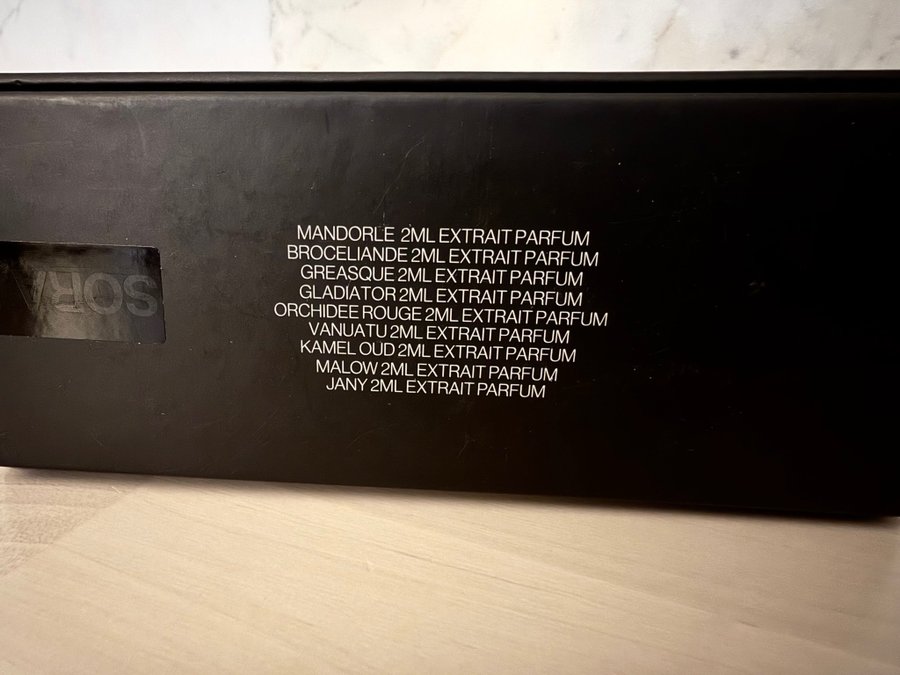 MANDORLE 2ML EXTRAIT PARFUM
BROCELIANDE 2ML EXTRAIT PARFUM
GREASQUE 2ML EXTRAIT PARFUM
GLADIATOR 2ML EXTRAIT PARFUM
ORCHIDEE ROUGE 2ML EXTRAIT PARFUM
VANUATU 2ML EXTRAIT PARFUM
KAMEL OUD 2ML EXTRAIT PARFUM
MALOW 2ML EXTRAIT PARFUM
JANY 2ML EXTRAIT PARFUM